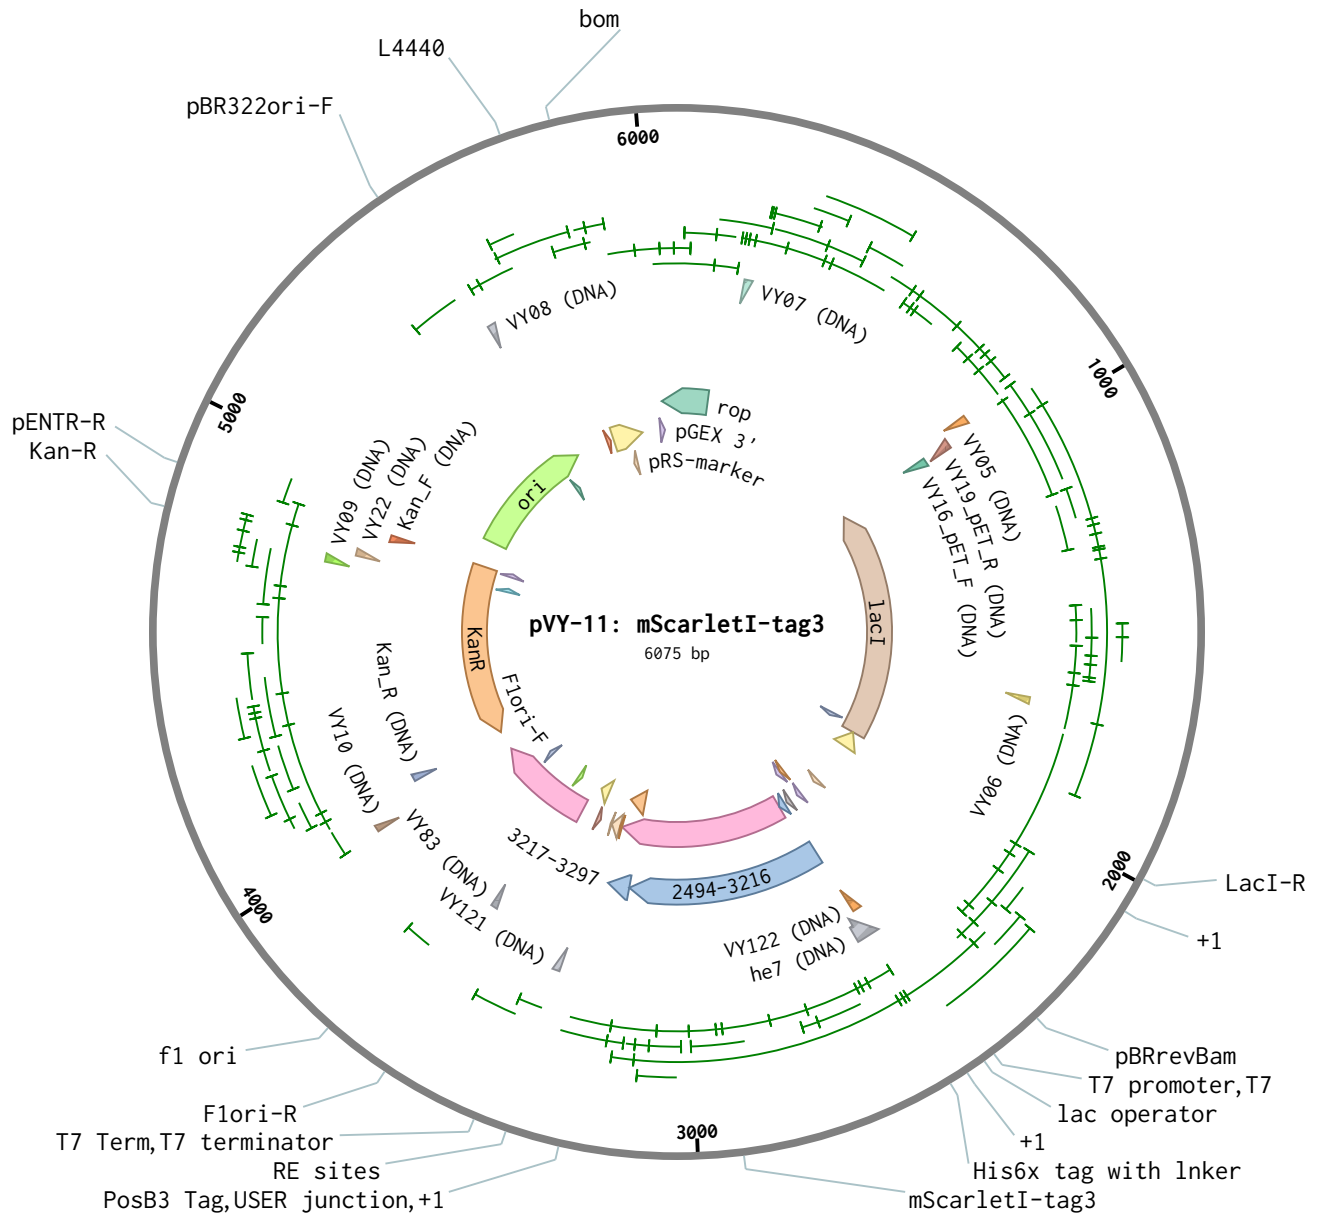 bom
L4440
pBR322ori-F
6000
VY08 (DNA)
VY07 (DNA)
1000
5000
pENTR-R
Kan-R
rop
pGEX 3'
pRS-marker
VY09 (DNA)
VY22 (DNA)
Kan_F (DNA)
VY05 (DNA)
VY19_pET_R (DNA)
VY16_pET_F (DNA)
ori
lacI
pVY-11: mScarletI-tag3
6075 bp
KanR
F1ori-F
Kan_R (DNA)
VY10 (DNA)
VY06 (DNA)
VY83 (DNA)
3217-3297
2494-3216
VY121 (DNA)
VY122 (DNA)
he7 (DNA)
2000
LacI-R
+1
4000
pBRrevBam
T7 promoter,T7
lac operator
+1
His6x tag with lnker
mScarletI-tag3
3000
f1 ori
F1ori-R
T7 Term,T7 terminator
RE sites
PosB3 Tag,USER junction,+1